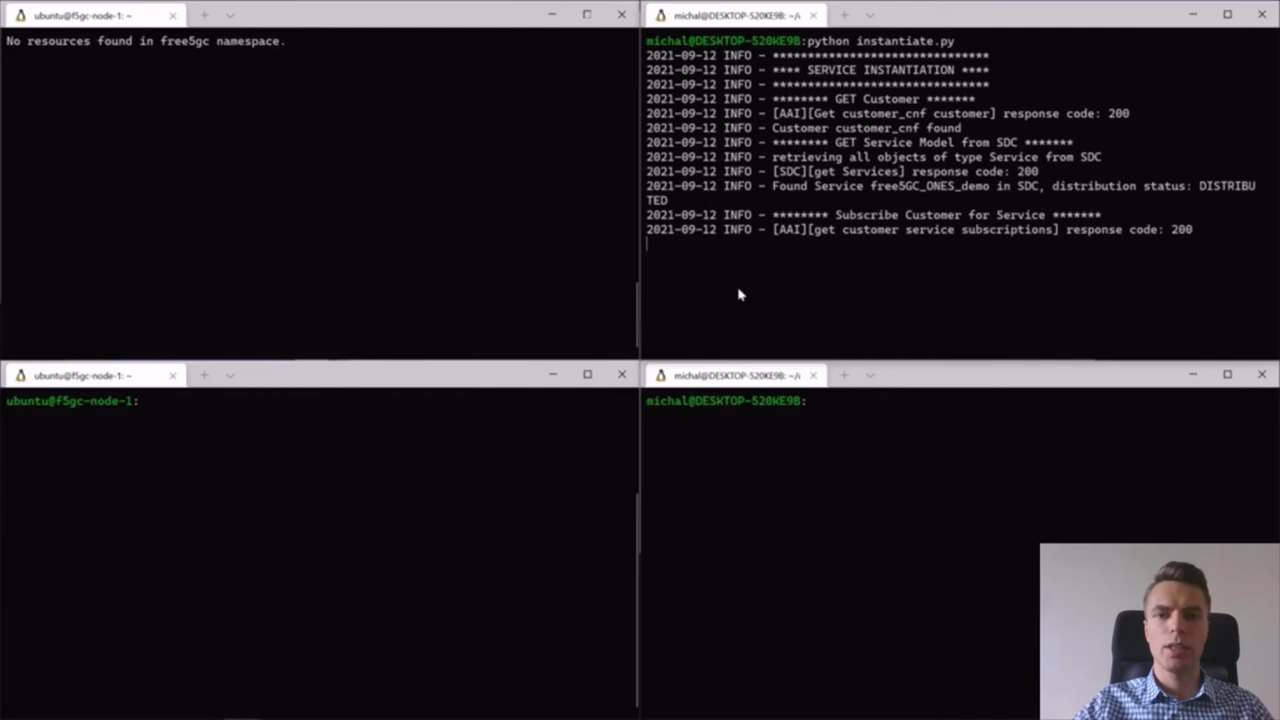 ubuntu@f5gc-node-1: ~
No resources found in free5gc namespace.
michal@DESKTOP-520KE9B: ~/
michal@DESKTOP-520KE9B:python instantiate.py
2021-09-12 INFO - *******************************
2021-09-12 INFO - **** SERVICE INSTANTIATION ****
2021-09-12 INFO - *******************************
2021-09-12 INFO - ******** GET Customer *******
2021-09-12 INFO - [AAI][Get customer_cnf customer] response code: 200
2021-09-12 INFO - Customer customer_cnf found
2021-09-12 INFO - ******** GET Service Model from SDC *******
2021-09-12 INFO - retrieving all objects of type Service from SDC
2021-09-12 INFO - [SDC][get Services] response code: 200
2021-09-12 INFO - Found Service free5GC_ONES_demo in SDC, distribution status: DISTRIBU
TED
2021-09-12 INFO - ******** Subscribe Customer for Service *******
2021-09-12 INFO - [AAI][get customer service subscriptions] response code: 200
ubuntu@f5gc-node-1: ~
ubuntu@f5gc-node-1:
michal@DESKTOP-520KE9B: ~/
michal@DESKTOP-520KE9B: